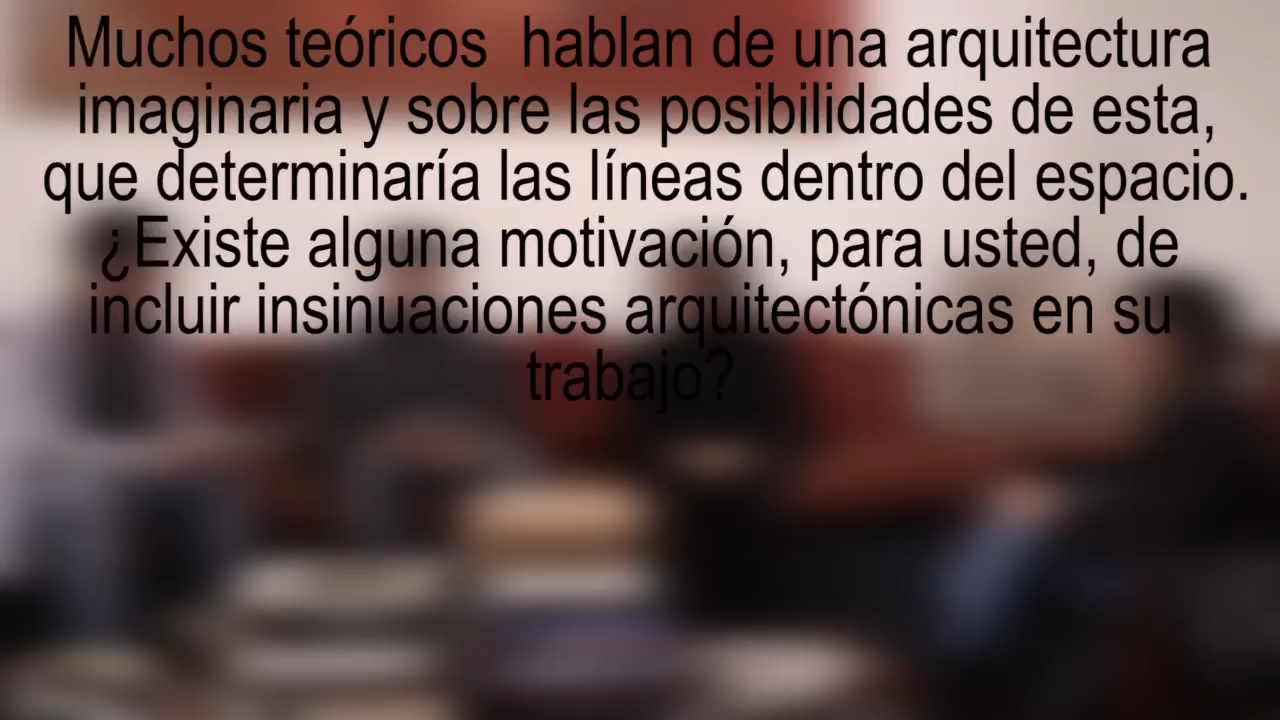 Muchos teóricos  hablan de una arquitectura
imaginaria y sobre las posibilidades de esta,
que determinaría las líneas dentro del espacio.
¿Existe alguna motivación, para usted, de
incluir insinuaciones arquitectónicas en su
trabajo?